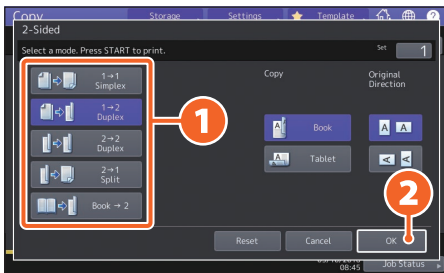 Copy Storage Settings Template
2-Sided
Select a mode. Press START to print.
Set 1
1→1
Simplex
1→2
Duplex
2→2
Duplex
2→1
Split
Book → 2
1
Copy
Book
Tablet
Original
Direction
A A
A A
2
Reset Cancel OK
08:45 Job Status